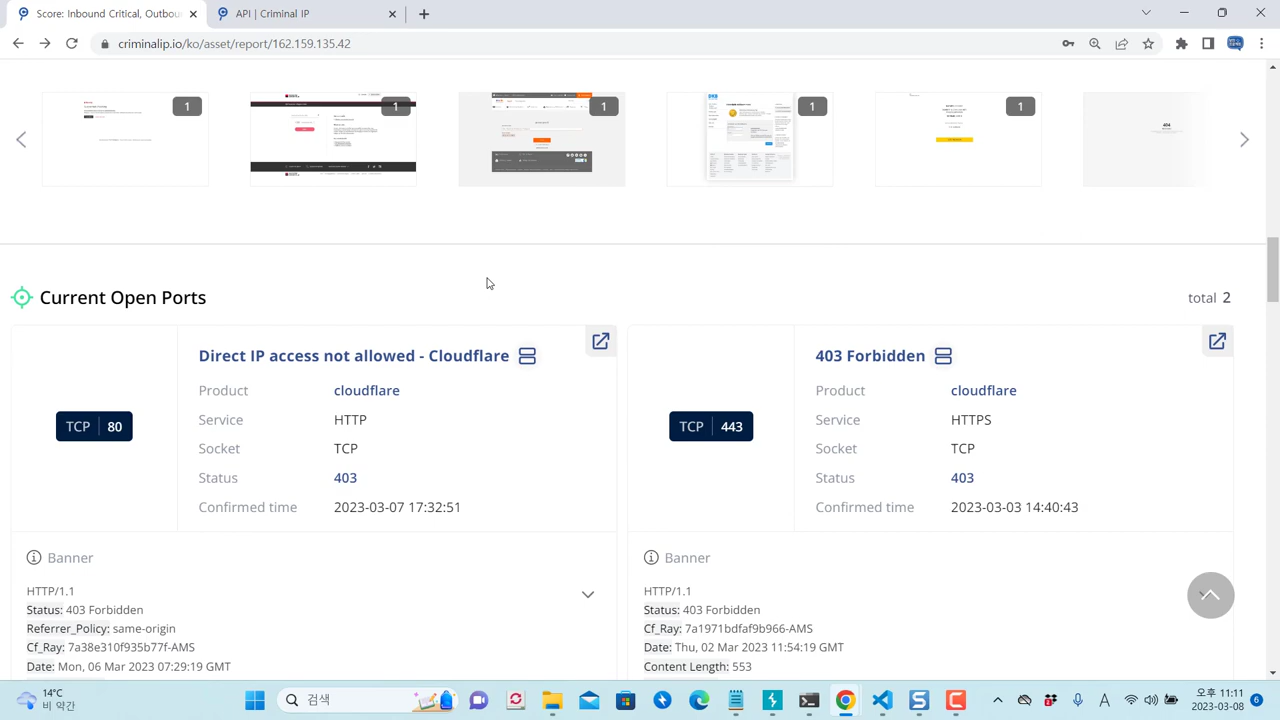 Score: Inbound Critical, Outbou
API | Criminal IP
criminalip.io/ko/asset/report/162.159.135.42
1
1
1
1
1
404
Current Open Ports
total 2
Direct IP access not allowed - Cloudflare
Product cloudflare
Service HTTP
Socket TCP
Status 403
Confirmed time 2023-03-07 17:32:51
TCP 80
Banner
HTTP/1.1
Status: 403 Forbidden
Referrer_Policy: same-origin
Cf_Ray: 7a38e310f935b77f-AMS
Date: Mon, 06 Mar 2023 07:29:19 GMT
403 Forbidden
Product cloudflare
Service HTTPS
Socket TCP
Status 403
Confirmed time 2023-03-03 14:40:43
TCP 443
Banner
HTTP/1.1
Status: 403 Forbidden
Cf_Ray: 7a1971bdfaf9b966-AMS
Date: Thu, 02 Mar 2023 11:54:19 GMT
Content Length: 553
14°C
비 약간
검색
A
오후 11:11
2023-03-08
6